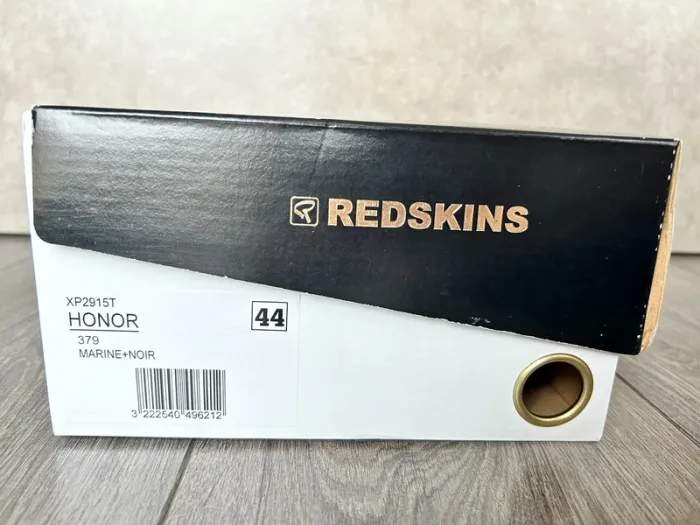 REDSKINS
XP2915T
HONOR
44
379
MARINE+NOIR
3 222540 496212